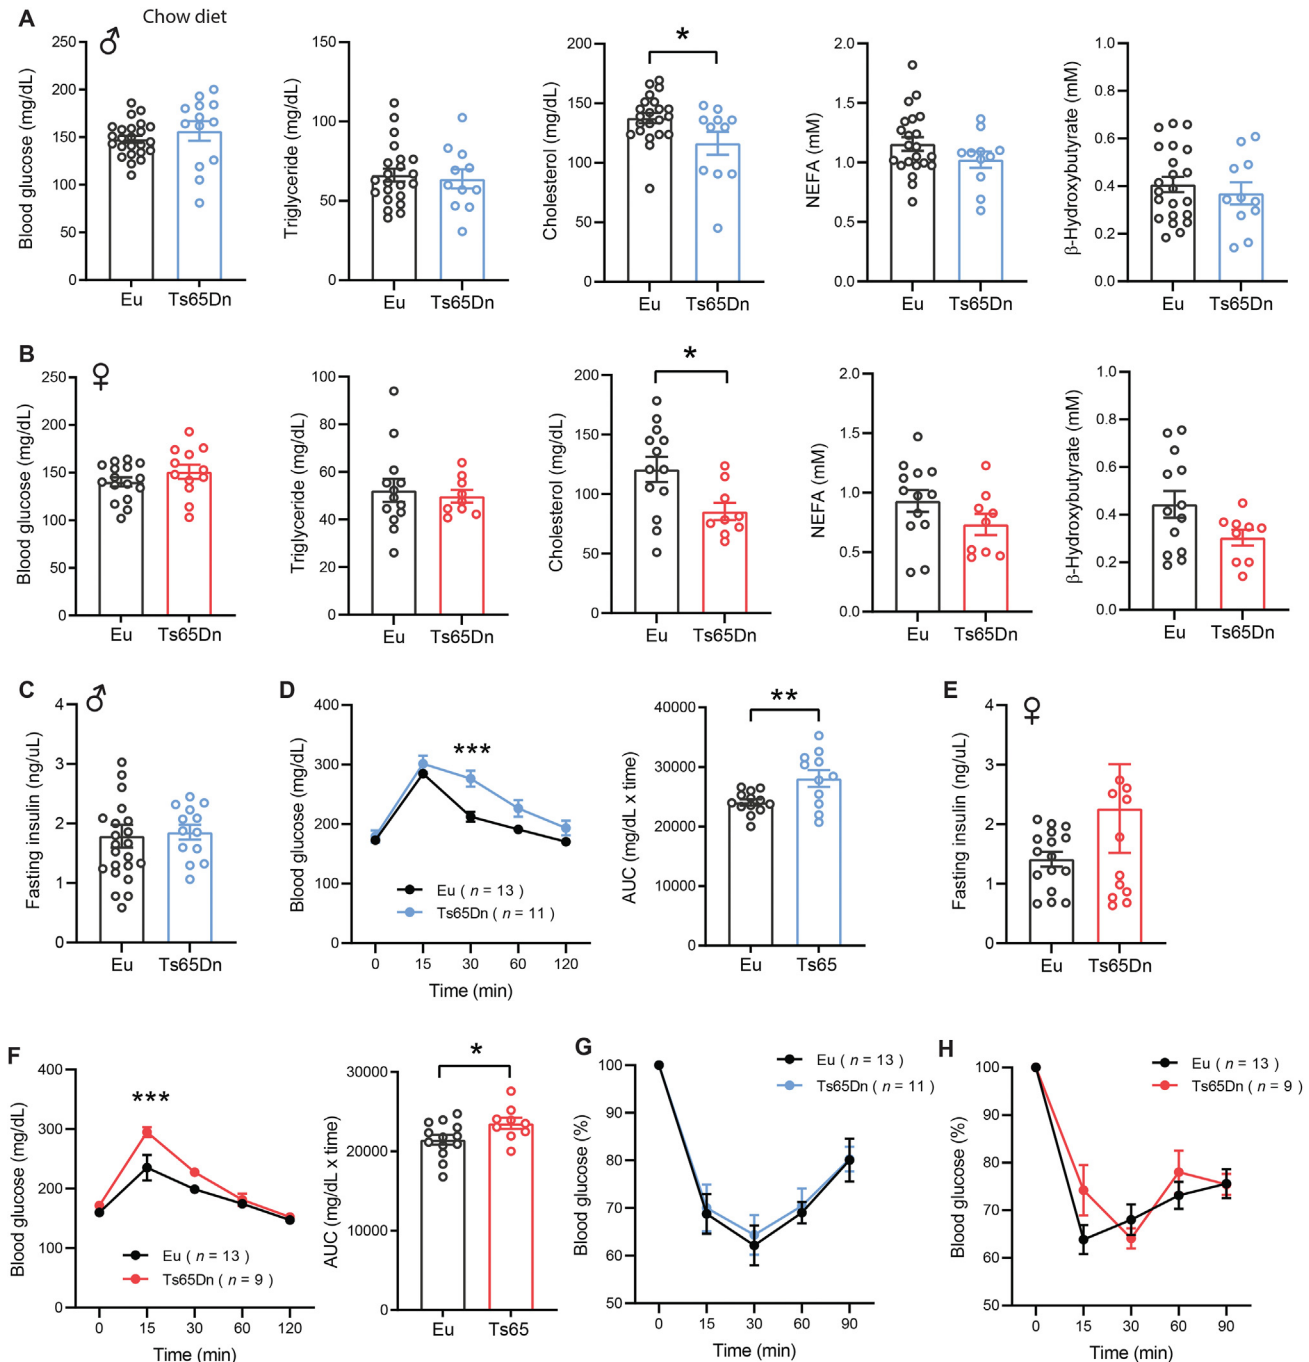 A
Chow diet
♂
Blood glucose (mg/dL)
250
200
150
100
50
0
Eu Ts65Dn
Triglyceride (mg/dL)
150
100
50
0
Eu Ts65Dn
Cholesterol (mg/dL)
200
150
100
50
0
*
Eu Ts65Dn
NEFA (mM)
2.0
1.5
1.0
0.5
0.0
Eu Ts65Dn
β-Hydroxybutyrate (mM)
1.0
0.8
0.6
0.4
0.2
0.0
Eu Ts65Dn
B
♀
Blood glucose (mg/dL)
250
200
150
100
50
0
Eu Ts65Dn
Triglyceride (mg/dL)
100
80
60
40
20
0
Eu Ts65Dn
Cholesterol (mg/dL)
200
150
100
50
0
*
Eu Ts65Dn
NEFA (mM)
2.0
1.5
1.0
0.5
0.0
Eu Ts65Dn
β-Hydroxybutyrate (mM)
1.0
0.8
0.6
0.4
0.2
0.0
Eu Ts65Dn
C
♂
Fasting insulin (ng/uL)
4
3
2
1
0
Eu Ts65Dn
D
Blood glucose (mg/dL)
400
300
200
100
0
***
Eu ( n = 13 )
Ts65Dn ( n = 11 )
0 15 30 60 120
Time (min)
AUC (mg/dL x time)
40000
30000
20000
10000
0
**
Eu Ts65
E
♀
Fasting insulin (ng/uL)
4
3
2
1
0
Eu Ts65Dn
F
Blood glucose (mg/dL)
400
300
200
100
0
***
Eu ( n = 13 )
Ts65Dn ( n = 9 )
0 15 30 60 120
Time (min)
AUC (mg/dL x time)
30000
20000
10000
0
*
Eu Ts65
G
Blood glucose (%)
100
90
80
70
60
50
Eu ( n = 13 )
Ts65Dn ( n = 11 )
0 15 30 60 90
Time (min)
H
Blood glucose (%)
100
90
80
70
60
50
Eu ( n = 13 )
Ts65Dn ( n = 9 )
0 15 30 60 90
Time (min)